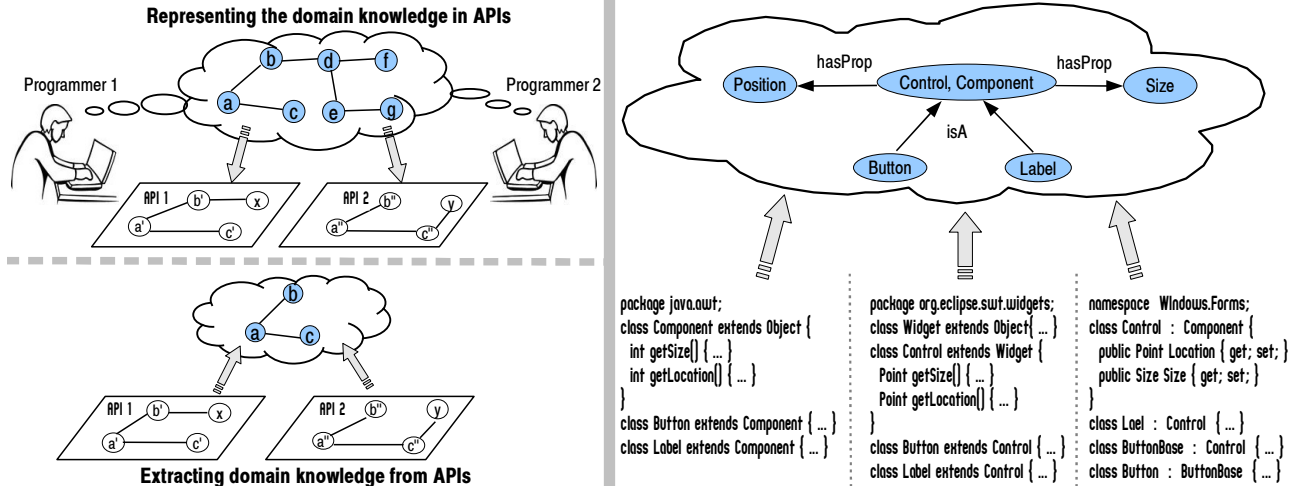 Representing the domain knowledge in APIs
Programmer 1
Programmer 2
b
d
f
a
c
e
g
API 1
b'
x
a'
c'
API 2
b''
y
a''
c''
b
a
c
API 1
b'
x
a'
c'
API 2
b''
y
a''
c''
Extracting domain knowledge from APIs
hasProp
hasProp
Position
Control, Component
Size
isA
Button
Label
package java.awt;
class Component extends Object {
int getSize() { ... }
int getLocation() { ... }
}
class Button extends Component { ... }
class Label extends Component { ... }
package org.eclipse.swt.widgets;
class Widget extends Object{ ... }
class Control extends Widget {
Point getSize() { ... }
Point getLocation() { ... }
}
class Button extends Control { ... }
class Label extends Control { ... }
namespace WIndows.Forms;
class Control : Component {
public Point Location { get; set; }
public Size Size { get; set; }
}
class Lael : Control { ... }
class ButtonBase : Control { ... }
class Button : ButtonBase { ... }